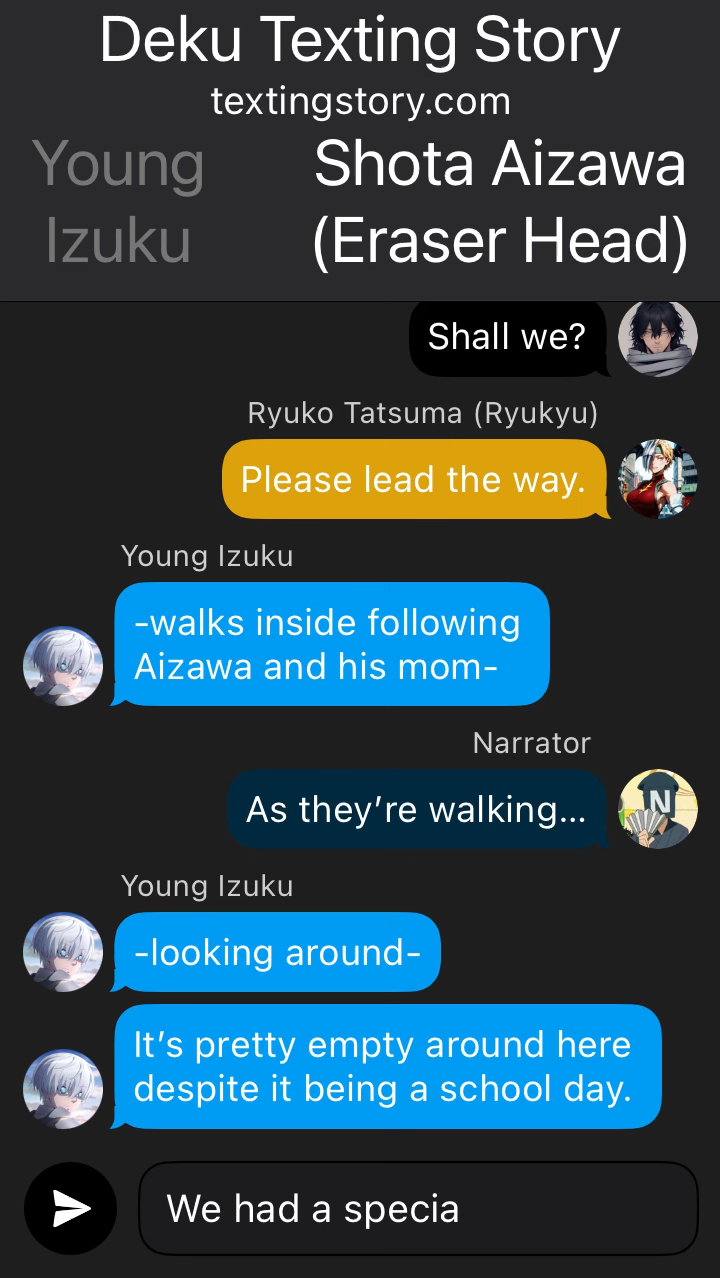 Deku Texting Story
textingstory.com
Young
Izuku
Shota Aizawa
(Eraser Head)
Shall we?
Ryuko Tatsuma (Ryukyu)
Please lead the way.
Young Izuku
-walks inside following
Aizawa and his mom-
Narrator
N
As they’re walking...
Young Izuku
-looking around-
It’s pretty empty around here
despite it being a school day.
We had a specia